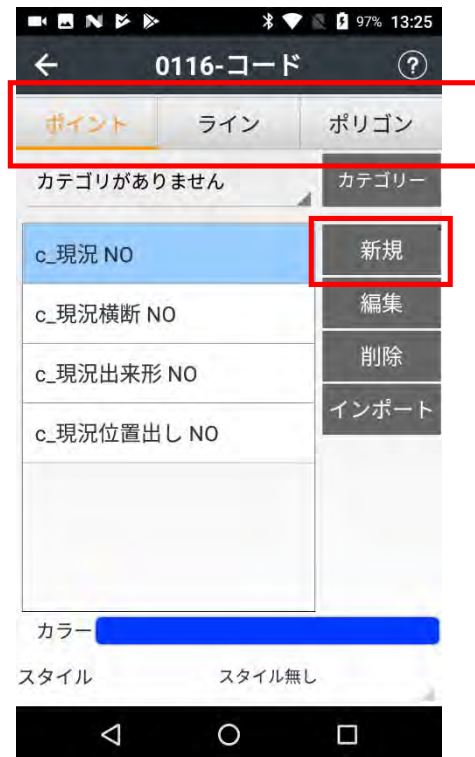 97% 13:25
0116-コード ?
ポイント ライン ポリゴン
カテゴリがありません カテゴリー
c_現況 NO 新規
c_現況横断 NO 編集
c_現況出来形 NO 削除
インポート
c_現況位置出し NO
カラー
スタイル スタイル無し